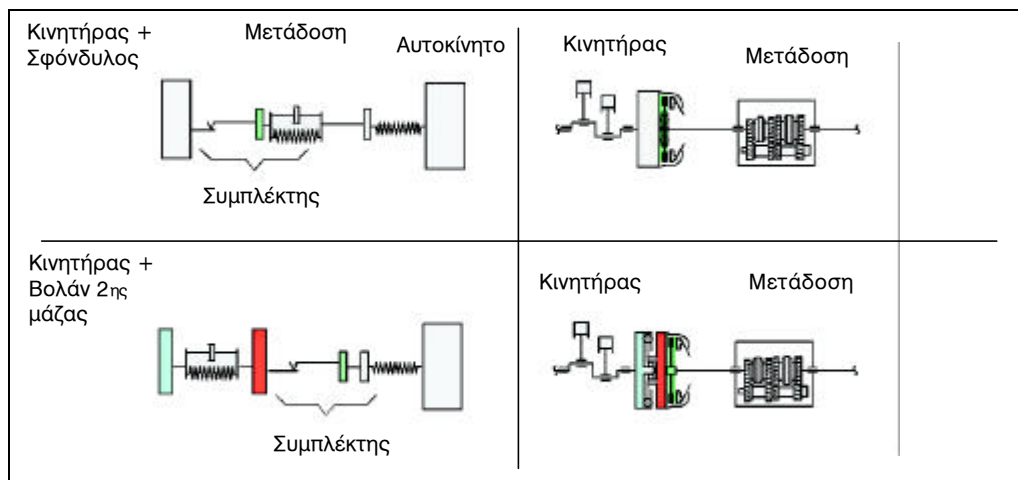 Κινητήρας +
Σφόνδυλος
Μετάδοση
Αυτοκίνητο
Συμπλέκτης
Κινητήρας
Μετάδοση
Κινητήρας +
Βολάν 2ης
μάζας
Συμπλέκτης
Κινητήρας
Μετάδοση